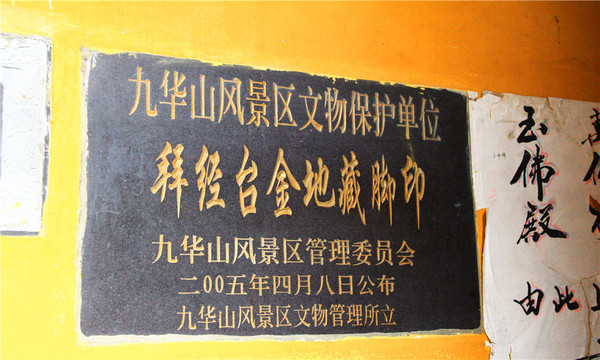 九华山风景区文物保护单位
拜经台金地藏脚印
九华山风景区管理委员会
二00五年四月八日公布
九华山风景区文物管理所立
玉佛殿 由此